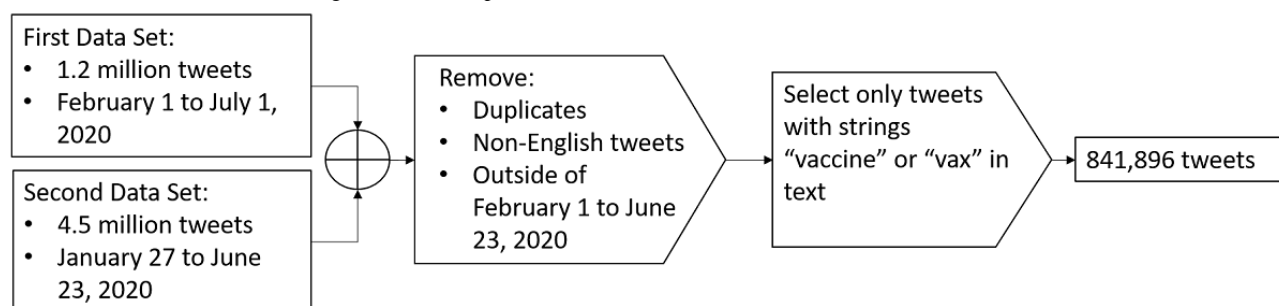 First Data Set:
• 1.2 million tweets
• February 1 to July 1,
2020
Second Data Set:
• 4.5 million tweets
• January 27 to June
23, 2020
Remove:
• Duplicates
• Non-English tweets
• Outside of
February 1 to June
23, 2020
Select only tweets
with strings
“vaccine” or “vax” in
text
841,896 tweets